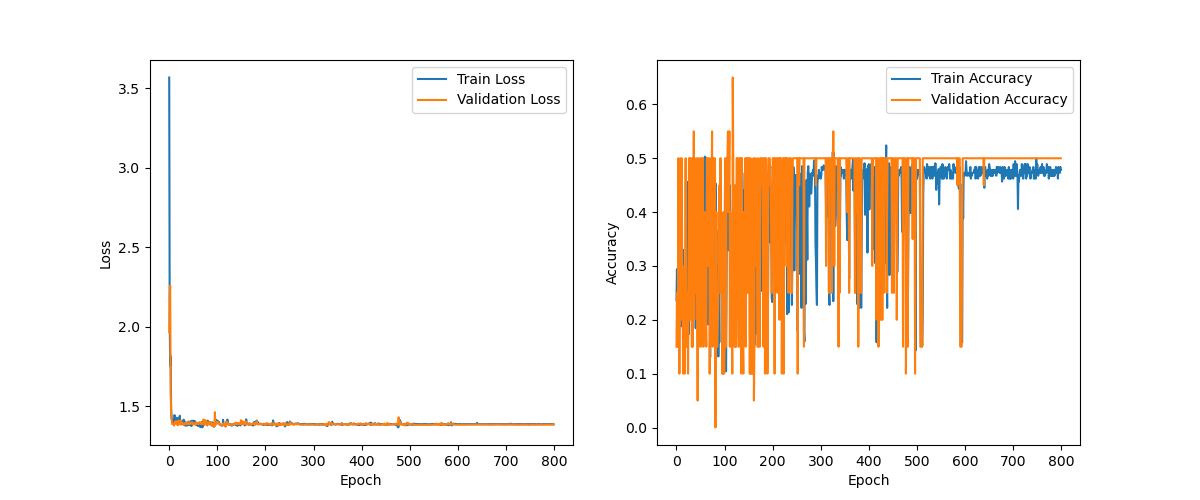 Train Loss
Validation Loss
3.5
3.0
2.5
2.0
1.5
Loss
0 100 200 300 400 500 600 700 800
Epoch
Train Accuracy
Validation Accuracy
0.6
0.5
0.4
0.3
0.2
0.1
0.0
Accuracy
0 100 200 300 400 500 600 700 800
Epoch